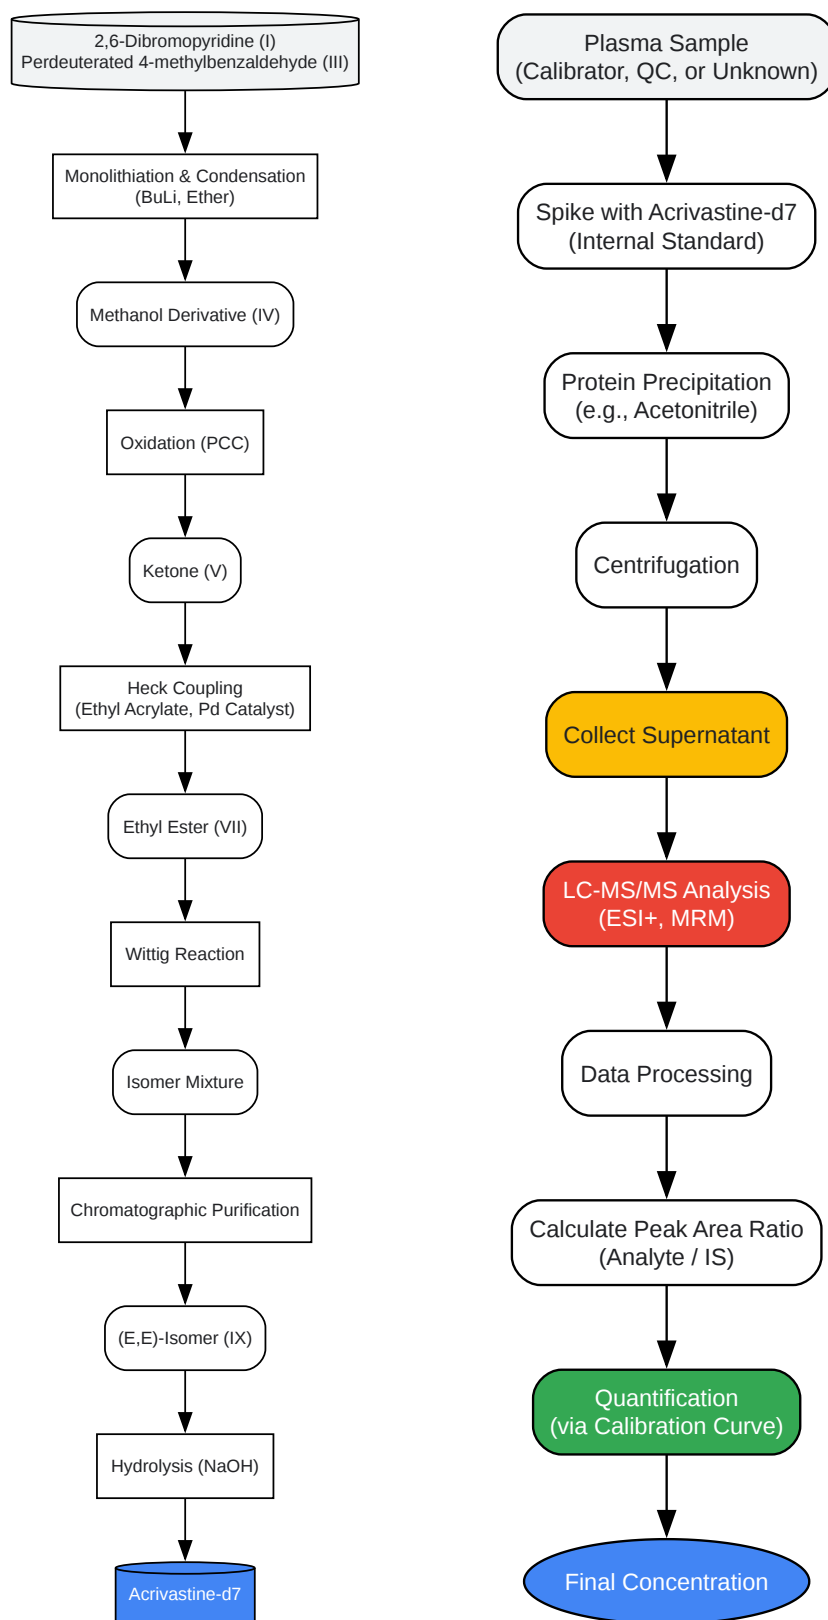 2,6-Dibromopyridine (I)
Perdeuterated 4-methylbenzaldehyde (III)
Monolithiation & Condensation
(BuLi, Ether)
Methanol Derivative (IV)
Oxidation (PCC)
Ketone (V)
Heck Coupling
(Ethyl Acrylate, Pd Catalyst)
Ethyl Ester (VII)
Wittig Reaction
Isomer Mixture
Chromatographic Purification
(E,E)-Isomer (IX)
Hydrolysis (NaOH)
Acrivastine-d7
Plasma Sample
(Calibrator, QC, or Unknown)
Spike with Acrivastine-d7
(Internal Standard)
Protein Precipitation
(e.g., Acetonitrile)
Centrifugation
Collect Supernatant
LC-MS/MS Analysis
(ESI+, MRM)
Data Processing
Calculate Peak Area Ratio
(Analyte / IS)
Quantification
(via Calibration Curve)
Final Concentration